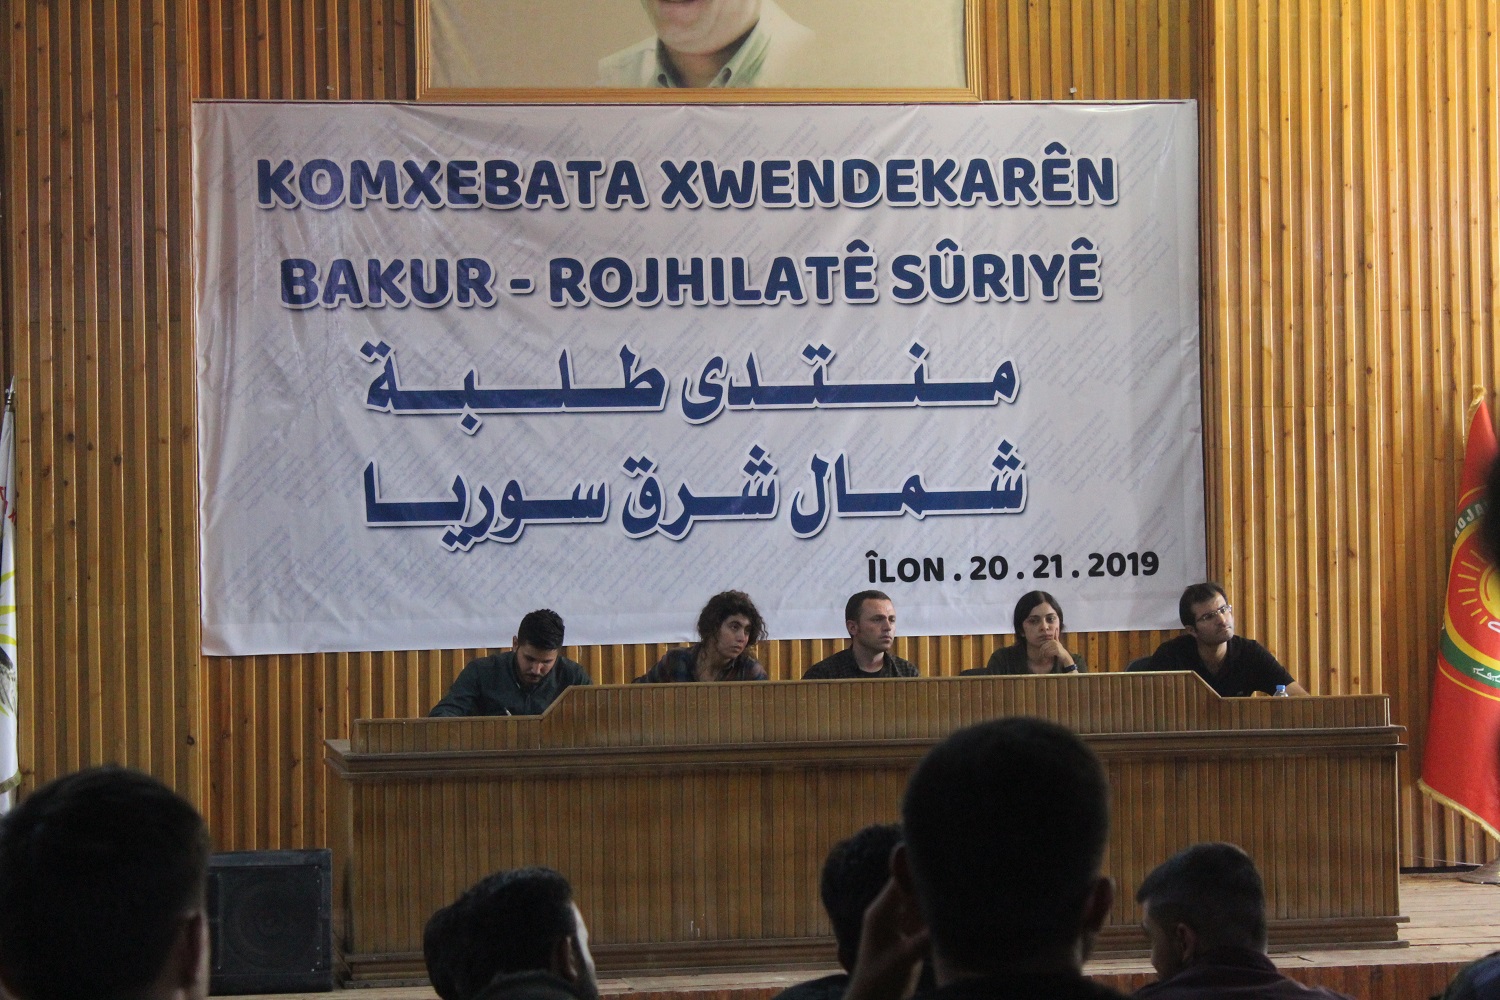 KOMXEBATA XWENDEKARÊN
BAKUR - ROJHILATÊ SÛRIYÊ
منتدى طلبة
شمال شرق سوريا
ÎLON . 20 . 21 . 2019